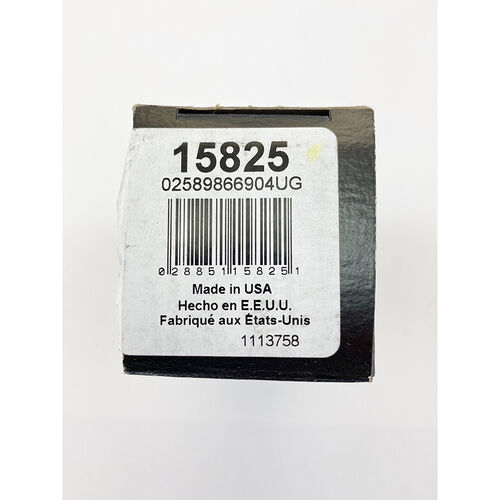 15825
02589866904UG
0 28851 15825 1
Made in USA
Hecho en E.E.U.U.
Fabriqué aux États-Unis
1113758